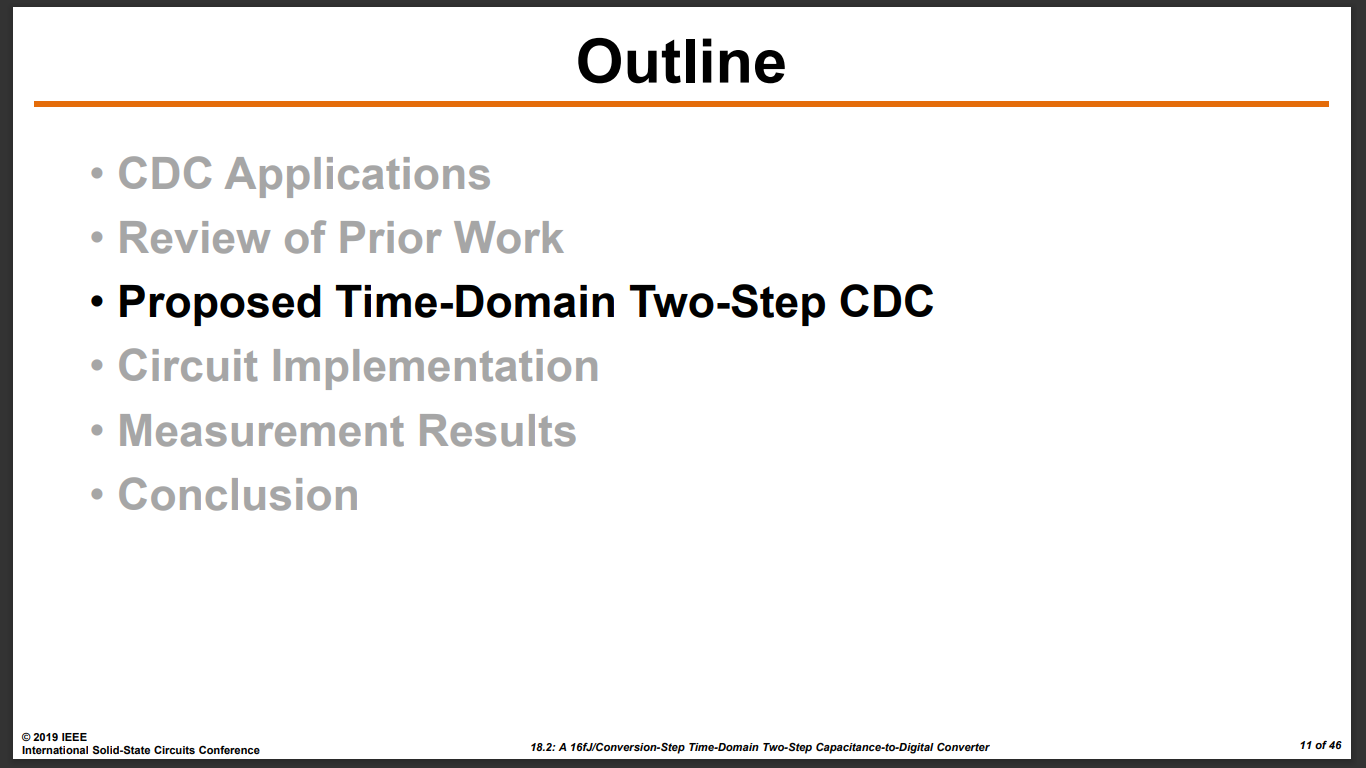 Outline
• CDC Applications
• Review of Prior Work
• Proposed Time-Domain Two-Step CDC
• Circuit Implementation
• Measurement Results
• Conclusion
© 2019 IEEE
International Solid-State Circuits Conference
18.2: A 16fJ/Conversion-Step Time-Domain Two-Step Capacitance-to-Digital Converter
11 of 46